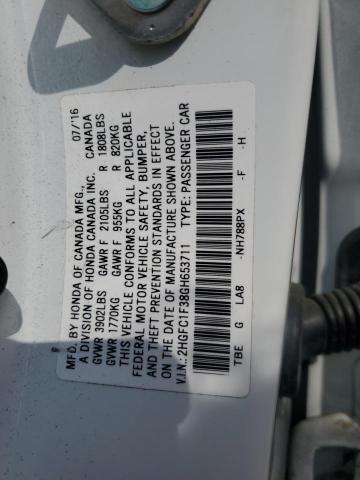 MFD. BY HONDA OF CANADA MFG., 07/'16
A DIVISION OF HONDA CANADA INC. CANADA
GVWR 3902LBS GAWR F 2105LBS R 1808LBS
GVWR 1770KG GAWR F 955KG R 820KG
THIS VEHICLE CONFORMS TO ALL APPLICABLE
FEDERAL MOTOR VEHICLE SAFETY, BUMPER,
AND THEFT PREVENTION STANDARDS IN EFFECT
ON THE DATE OF MANUFACTURE SHOWN ABOVE.
V.I.N.: 2HGFC1F38GH653711 TYPE: PASSENGER CAR
TBE G LA8 -NH788PX -F -H